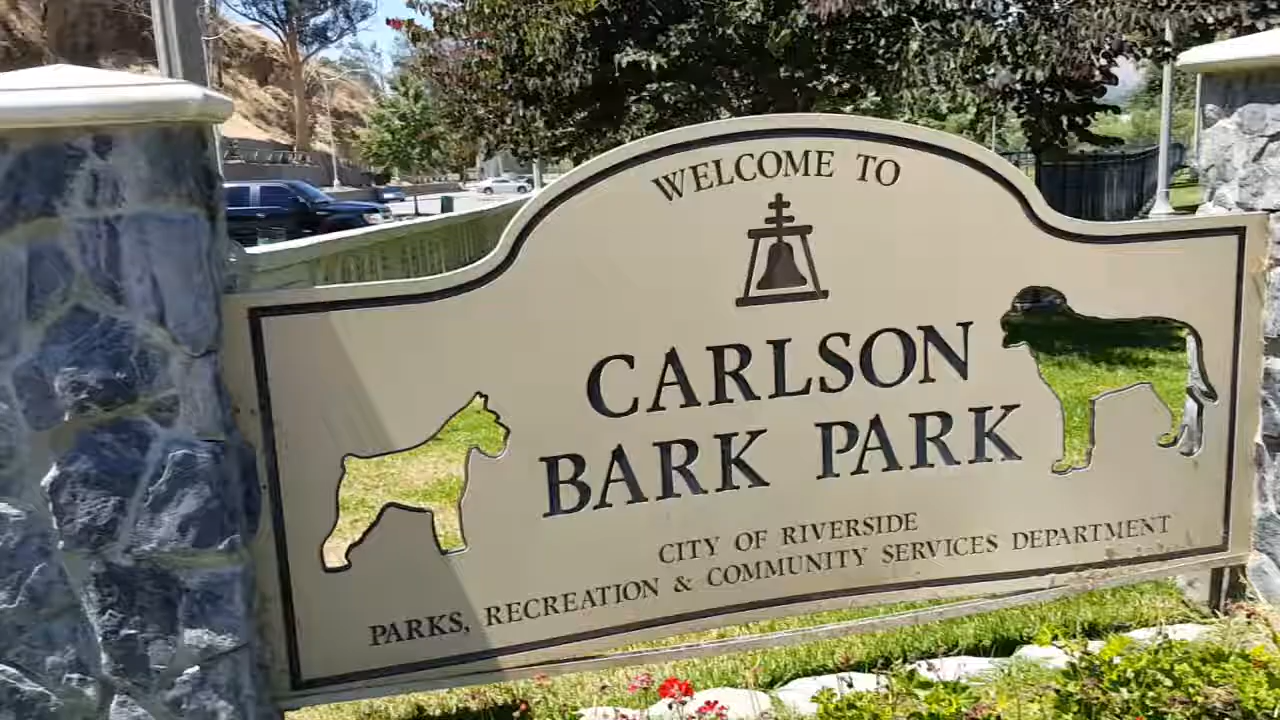 WELCOME TO
CARLSON
BARK PARK
CITY OF RIVERSIDE
PARKS, RECREATION & COMMUNITY SERVICES DEPARTMENT